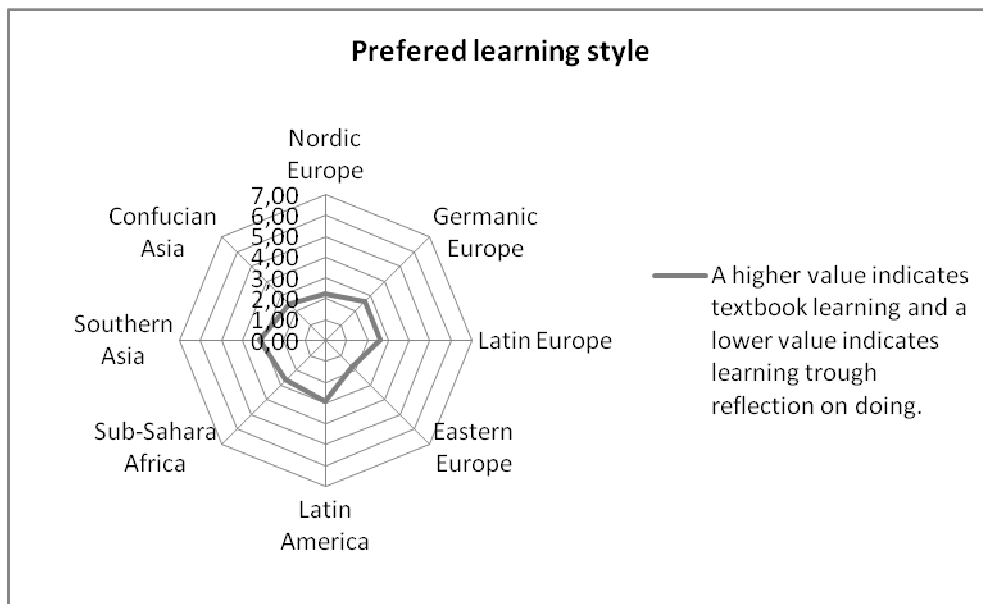 Prefered learning style
Nordic
Europe
7,00
6,00
5,00
4,00
3,00
2,00
1,00
0,00
Confucian
Asia
Germanic
Europe
Southern
Asia
Latin Europe
Sub-Sahara
Africa
Eastern
Europe
Latin
America
A higher value indicates
textbook learning and a
lower value indicates
learning trough
reflection on doing.